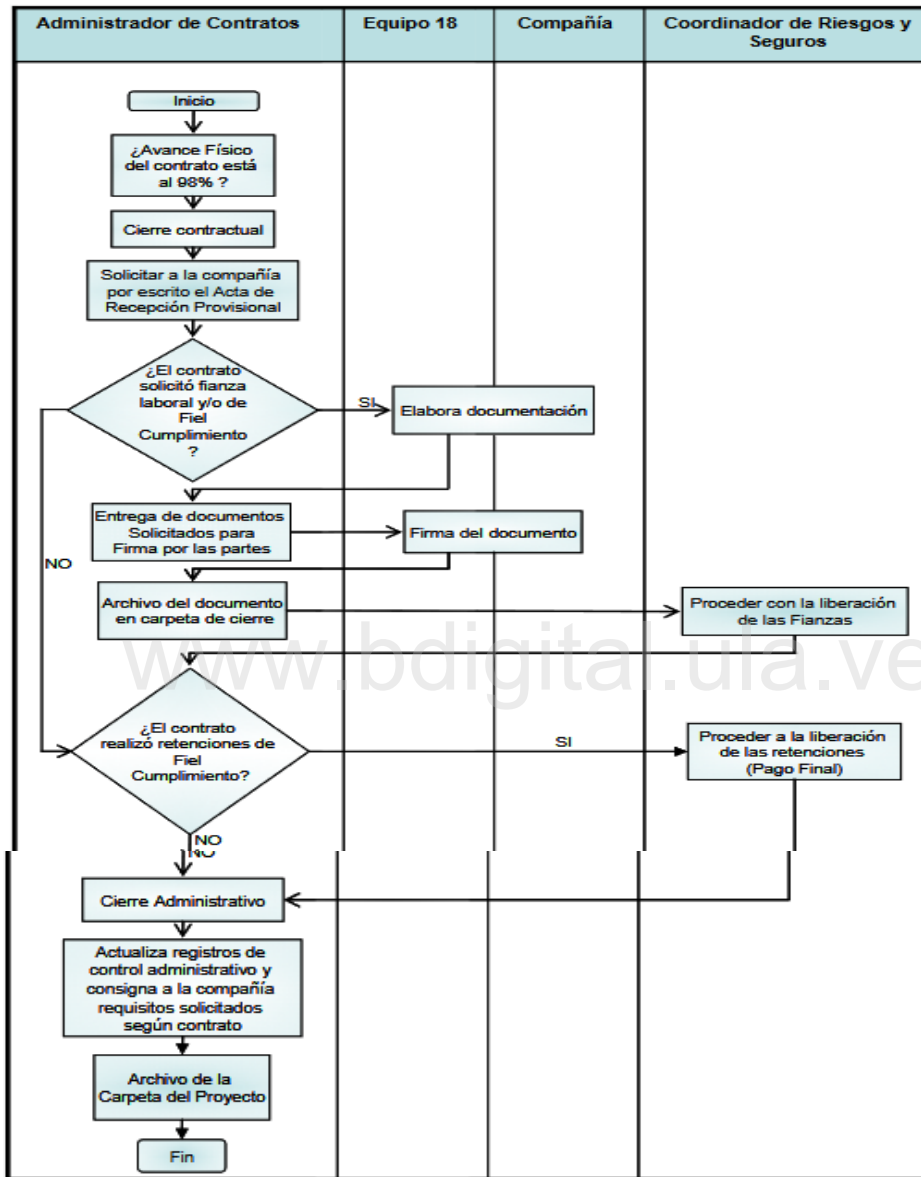 Administrador de Contratos
Equipo 18
Compañía
Coordinador de Riesgos y
Seguros
Inicio
¿Avance Físico
del contrato está
al 98% ?
Cierre contractual
Solicitar a la compañía
por escrito el Acta de
Recepción Provisional
¿El contrato
solicitó fianza
laboral y/o de
Fiel
Cumplimiento
?
SI
Elabora documentación
Entrega de documentos
Solicitados para
Firma por las partes
Firma del documento
NO
Archivo del documento
en carpeta de cierre
Proceder con la liberación
de las Fianzas
www.bdigital.ula.ve
¿El contrato
realizó retenciones de
Fiel
Cumplimiento?
SI
Proceder a la liberación
de las retenciones
(Pago Final)
NO
NO
Cierre Administrativo
Actualiza registros de
control administrativo y
consigna a la compañía
requisitos solicitados
según contrato
Archivo de la
Carpeta del Proyecto
Fin